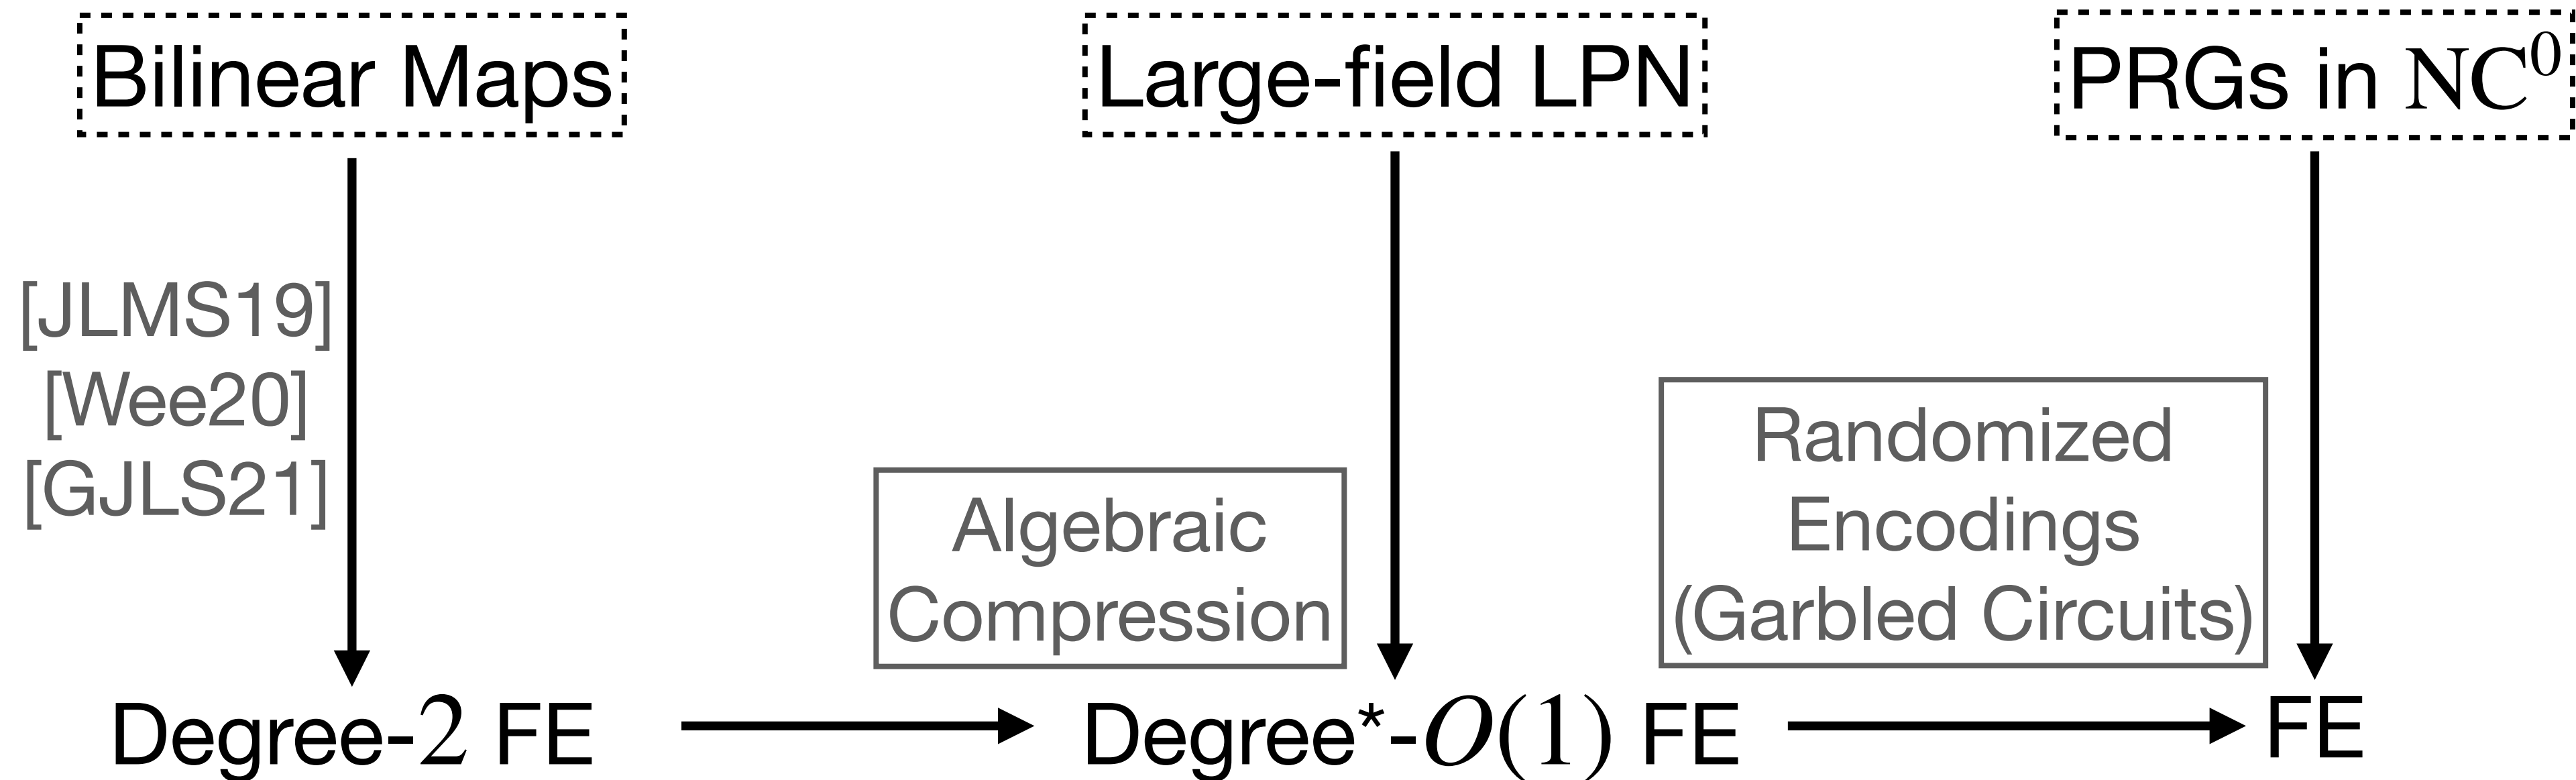 Bilinear Maps
Large-field LPN
PRGs in NC⁰
[JLMS19]
[Wee20]
[GJLS21]
Algebraic
Compression
Randomized
Encodings
(Garbled Circuits)
Degree-2 FE
Degree*-O(1) FE
FE